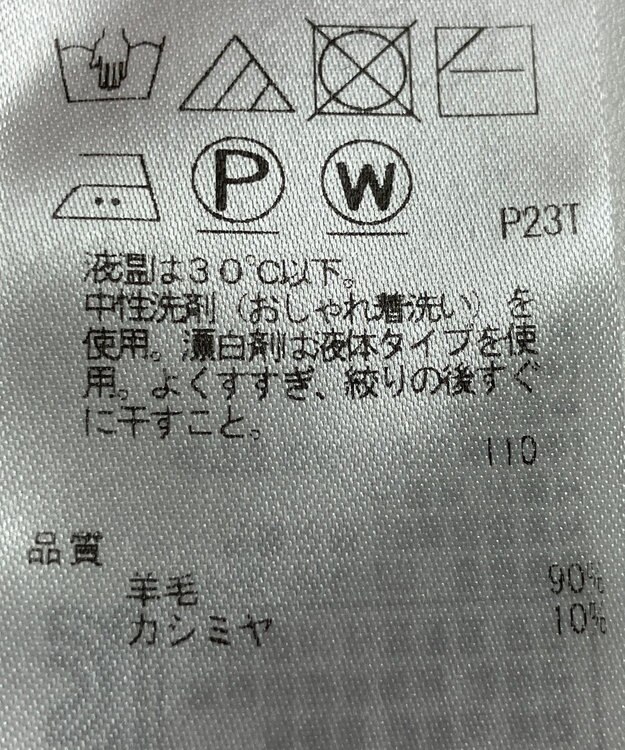 P W
P23T
液温は30℃以下。
中性洗剤（おしゃれ着洗い）を
使用。漂白剤は液体タイプを使
用。よくすすぎ、絞りの後すぐ
に干すこと。
110
品質
羊毛 90%
カシミヤ 10%